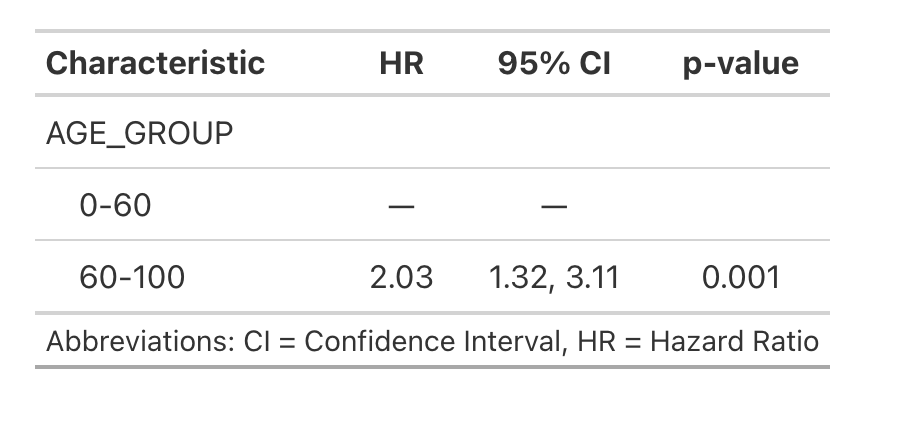 Characteristic HR 95% CI p-value
AGE_GROUP
0-60 — —
60-100 2.03 1.32, 3.11 0.001
Abbreviations: CI = Confidence Interval, HR = Hazard Ratio